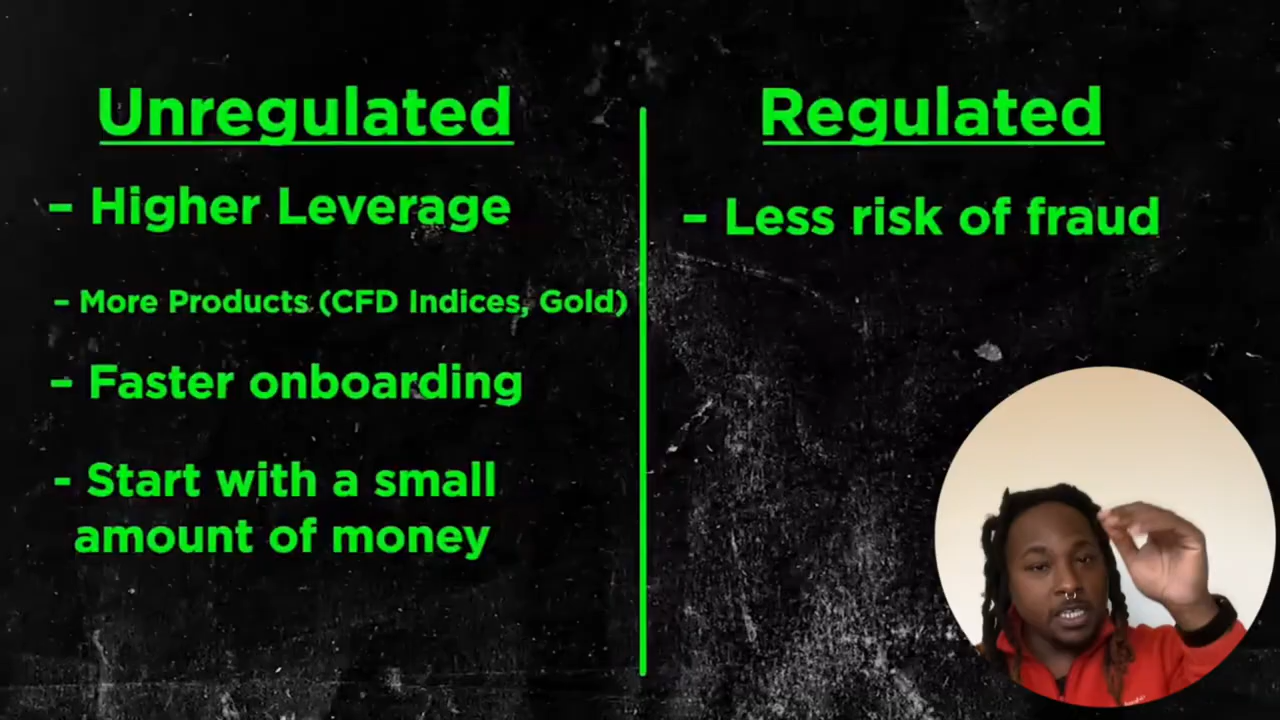 Unregulated
– Higher Leverage
– More Products (CFD Indices, Gold)
– Faster onboarding
- Start with a small
amount of money
Regulated
– Less risk of fraud